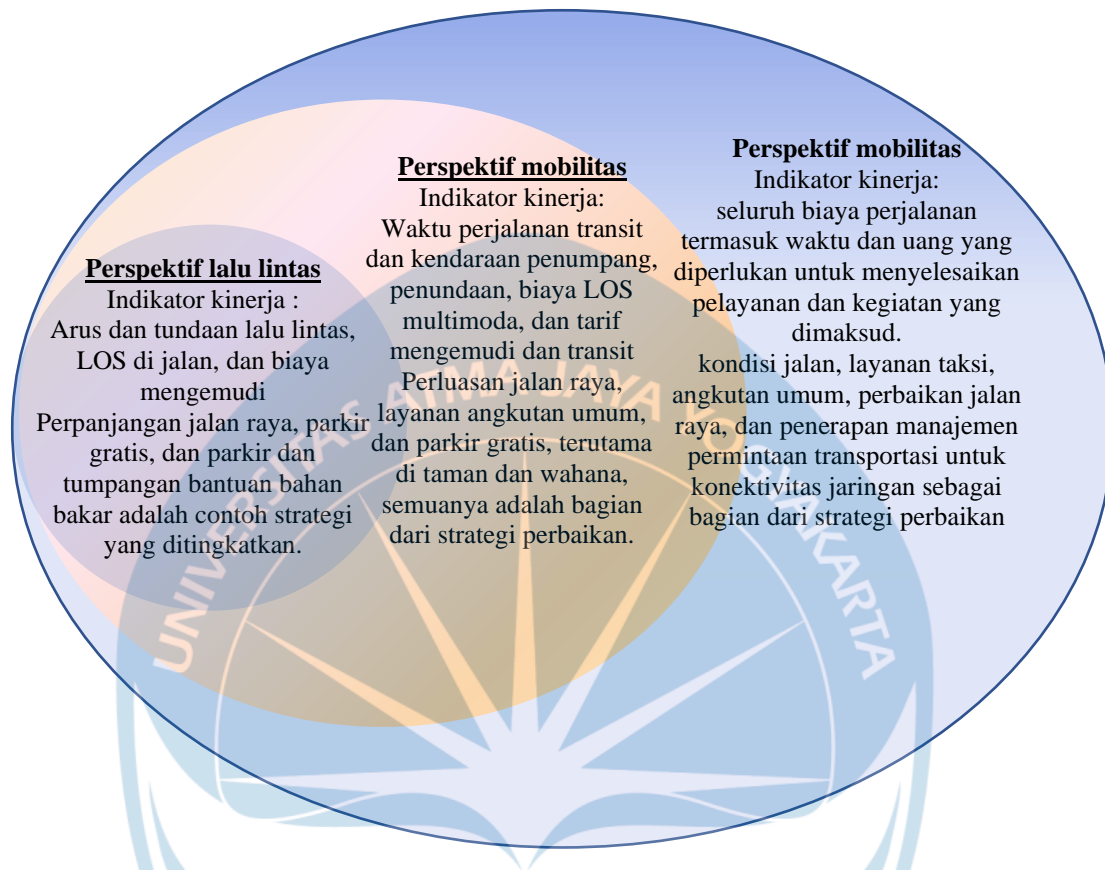 Perspektif lalu lintas
Indikator kinerja :
Arus dan tundaan lalu lintas,
LOS di jalan, dan biaya
mengemudi
Perpanjangan jalan raya, parkir
gratis, dan parkir dan
tumpangan bantuan bahan
bakar adalah contoh strategi
yang ditingkatkan.
Perspektif mobilitas
Indikator kinerja:
Waktu perjalanan transit
dan kendaraan penumpang,
penundaan, biaya LOS
multimoda, dan tarif
mengemudi dan transit
Perluasan jalan raya,
layanan angkutan umum,
dan parkir gratis, terutama
di taman dan wahana,
semuanya adalah bagian
dari strategi perbaikan.
Perspektif mobilitas
Indikator kinerja:
seluruh biaya perjalanan
termasuk waktu dan uang yang
diperlukan untuk menyelesaikan
pelayanan dan kegiatan yang
dimaksud.
kondisi jalan, layanan taksi,
angkutan umum, perbaikan jalan
raya, dan penerapan manajemen
permintaan transportasi untuk
konektivitas jaringan sebagai
bagian dari strategi perbaikan
UNIVERSITAS ATMA JAYA YOGYAKARTA